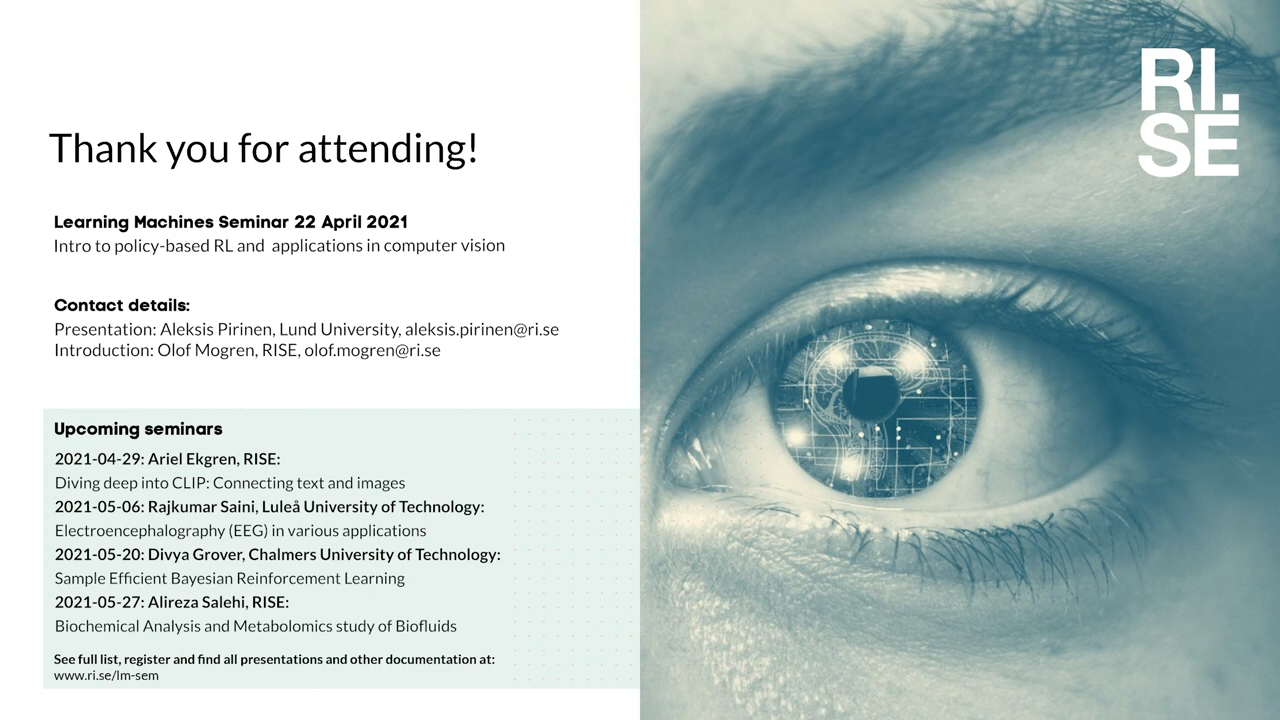 Thank you for attending!
Learning Machines Seminar 22 April 2021
Intro to policy-based RL and applications in computer vision
Contact details:
Presentation: Aleksis Pirinen, Lund University, aleksis.pirinen@ri.se
Introduction: Olof Mogren, RISE, olof.mogren@ri.se
Upcoming seminars
2021-04-29: Ariel Ekgren, RISE:
Diving deep into CLIP: Connecting text and images
2021-05-06: Rajkumar Saini, Luleå University of Technology:
Electroencephalography (EEG) in various applications
2021-05-20: Divya Grover, Chalmers University of Technology:
Sample Efficient Bayesian Reinforcement Learning
2021-05-27: Alireza Salehi, RISE:
Biochemical Analysis and Metabolomics study of Biofluids
See full list, register and find all presentations and other documentation at:
www.ri.se/lm-sem
RI.
SE